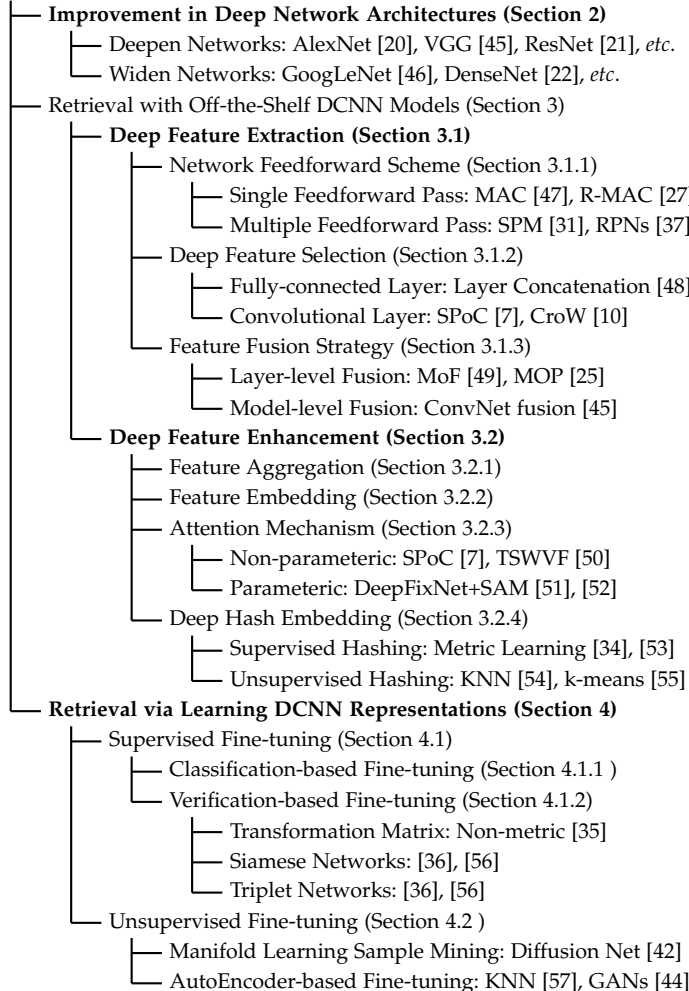 Improvement in Deep Network Architectures (Section 2)
Deepen Networks: AlexNet [20], VGG [45], ResNet [21], etc.
Widen Networks: GoogLeNet [46], DenseNet [22], etc.
Retrieval with Off-the-Shelf DCNN Models (Section 3)
Deep Feature Extraction (Section 3.1)
Network Feedforward Scheme (Section 3.1.1)
Single Feedforward Pass: MAC [47], R-MAC [27]
Multiple Feedforward Pass: SPM [31], RPNs [37]
Deep Feature Selection (Section 3.1.2)
Fully-connected Layer: Layer Concatenation [48]
Convolutional Layer: SPoC [7], CroW [10]
Feature Fusion Strategy (Section 3.1.3)
Layer-level Fusion: MoF [49], MOP [25]
Model-level Fusion: ConvNet fusion [45]
Deep Feature Enhancement (Section 3.2)
Feature Aggregation (Section 3.2.1)
Feature Embedding (Section 3.2.2)
Attention Mechanism (Section 3.2.3)
Non-parameteric: SPoC [7], TSWVF [50]
Parameteric: DeepFixNet+SAM [51], [52]
Deep Hash Embedding (Section 3.2.4)
Supervised Hashing: Metric Learning [34], [53]
Unsupervised Hashing: KNN [54], k-means [55]
Retrieval via Learning DCNN Representations (Section 4)
Supervised Fine-tuning (Section 4.1)
Classification-based Fine-tuning (Section 4.1.1 )
Verification-based Fine-tuning (Section 4.1.2)
Transformation Matrix: Non-metric [35]
Siamese Networks: [36], [56]
Triplet Networks: [36], [56]
Unsupervised Fine-tuning (Section 4.2 )
Manifold Learning Sample Mining: Diffusion Net [42]
AutoEncoder-based Fine-tuning: KNN [57], GANs [44]